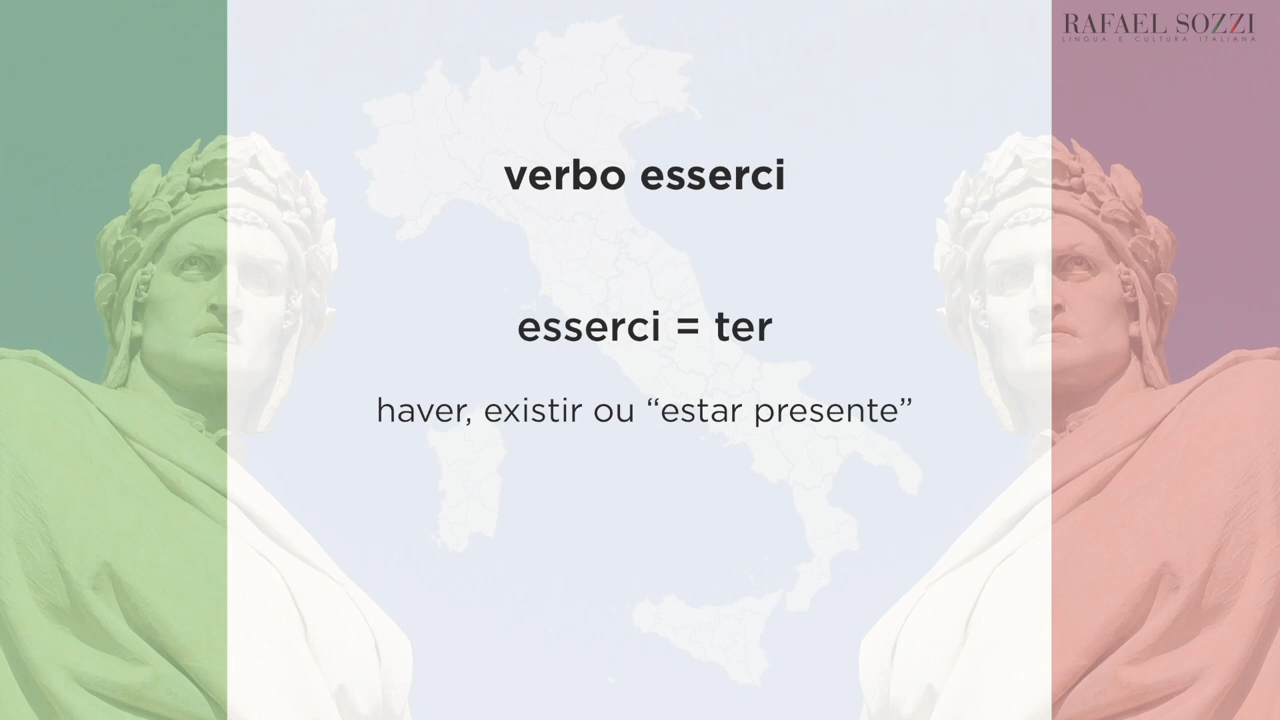 RAFAEL SOZZI
LINGUA E CULTURA ITALIANA
verbo esserci
esserci = ter
haver, existir ou “estar presente”